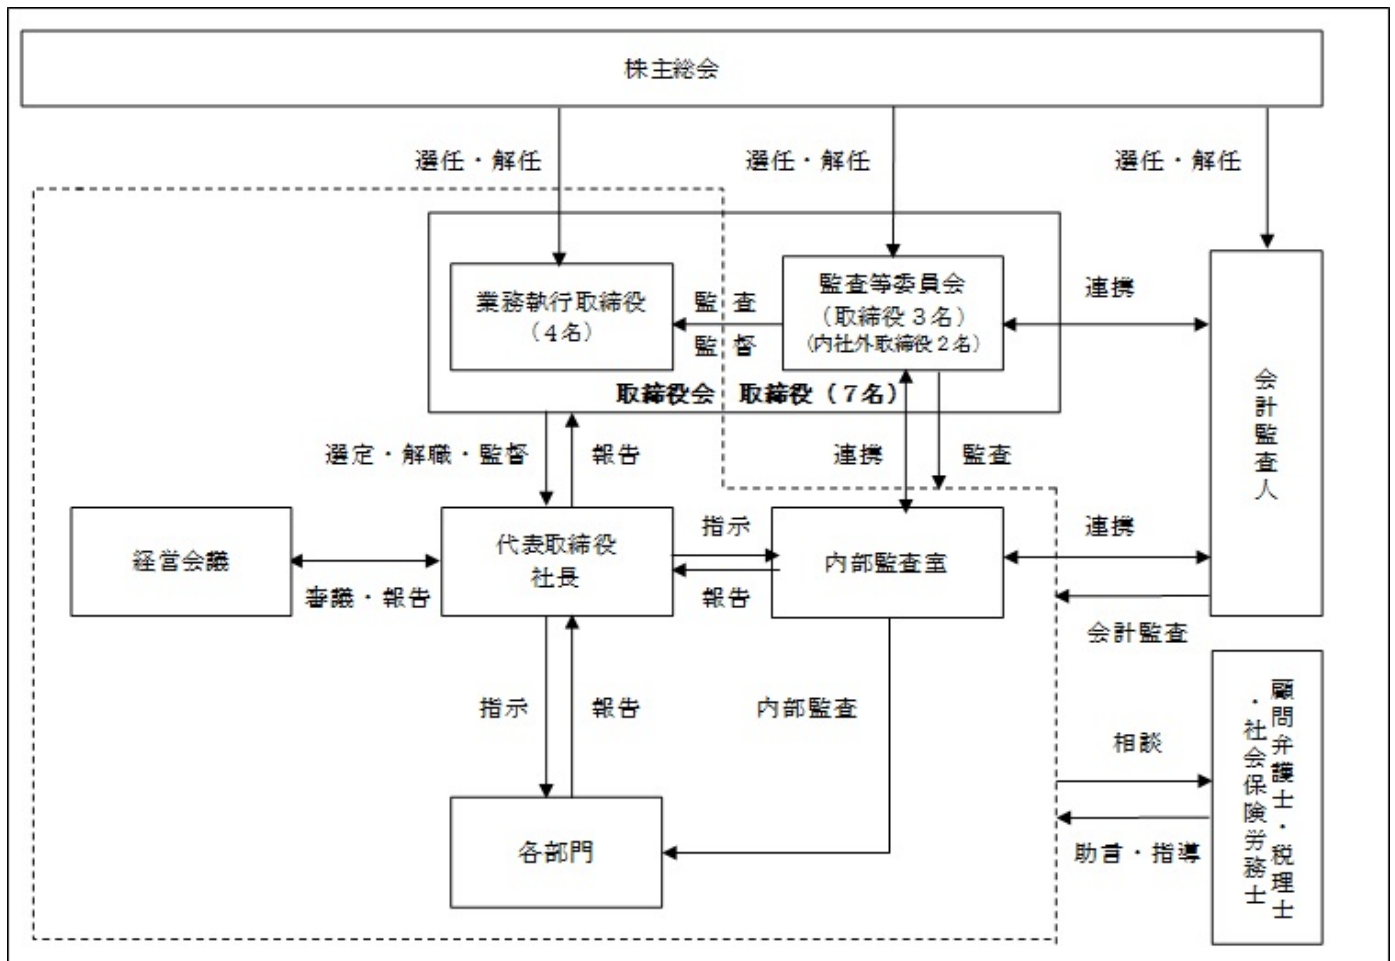 株主総会
選任・解任
選任・解任
選任・解任
業務執行取締役
（4名）
監査
監督
監査等委員会
（取締役３名）
（内社外取締役２名）
連携
取締役会　取締役（７名）
会計監査人
選定・解職・監督
報告
連携
監査
経営会議
審議・報告
代表取締役
社長
指示
報告
内部監査室
連携
会計監査
指示
報告
内部監査
相談
助言・指導
顧問弁護士・税理士
・社会保険労務士
各部門